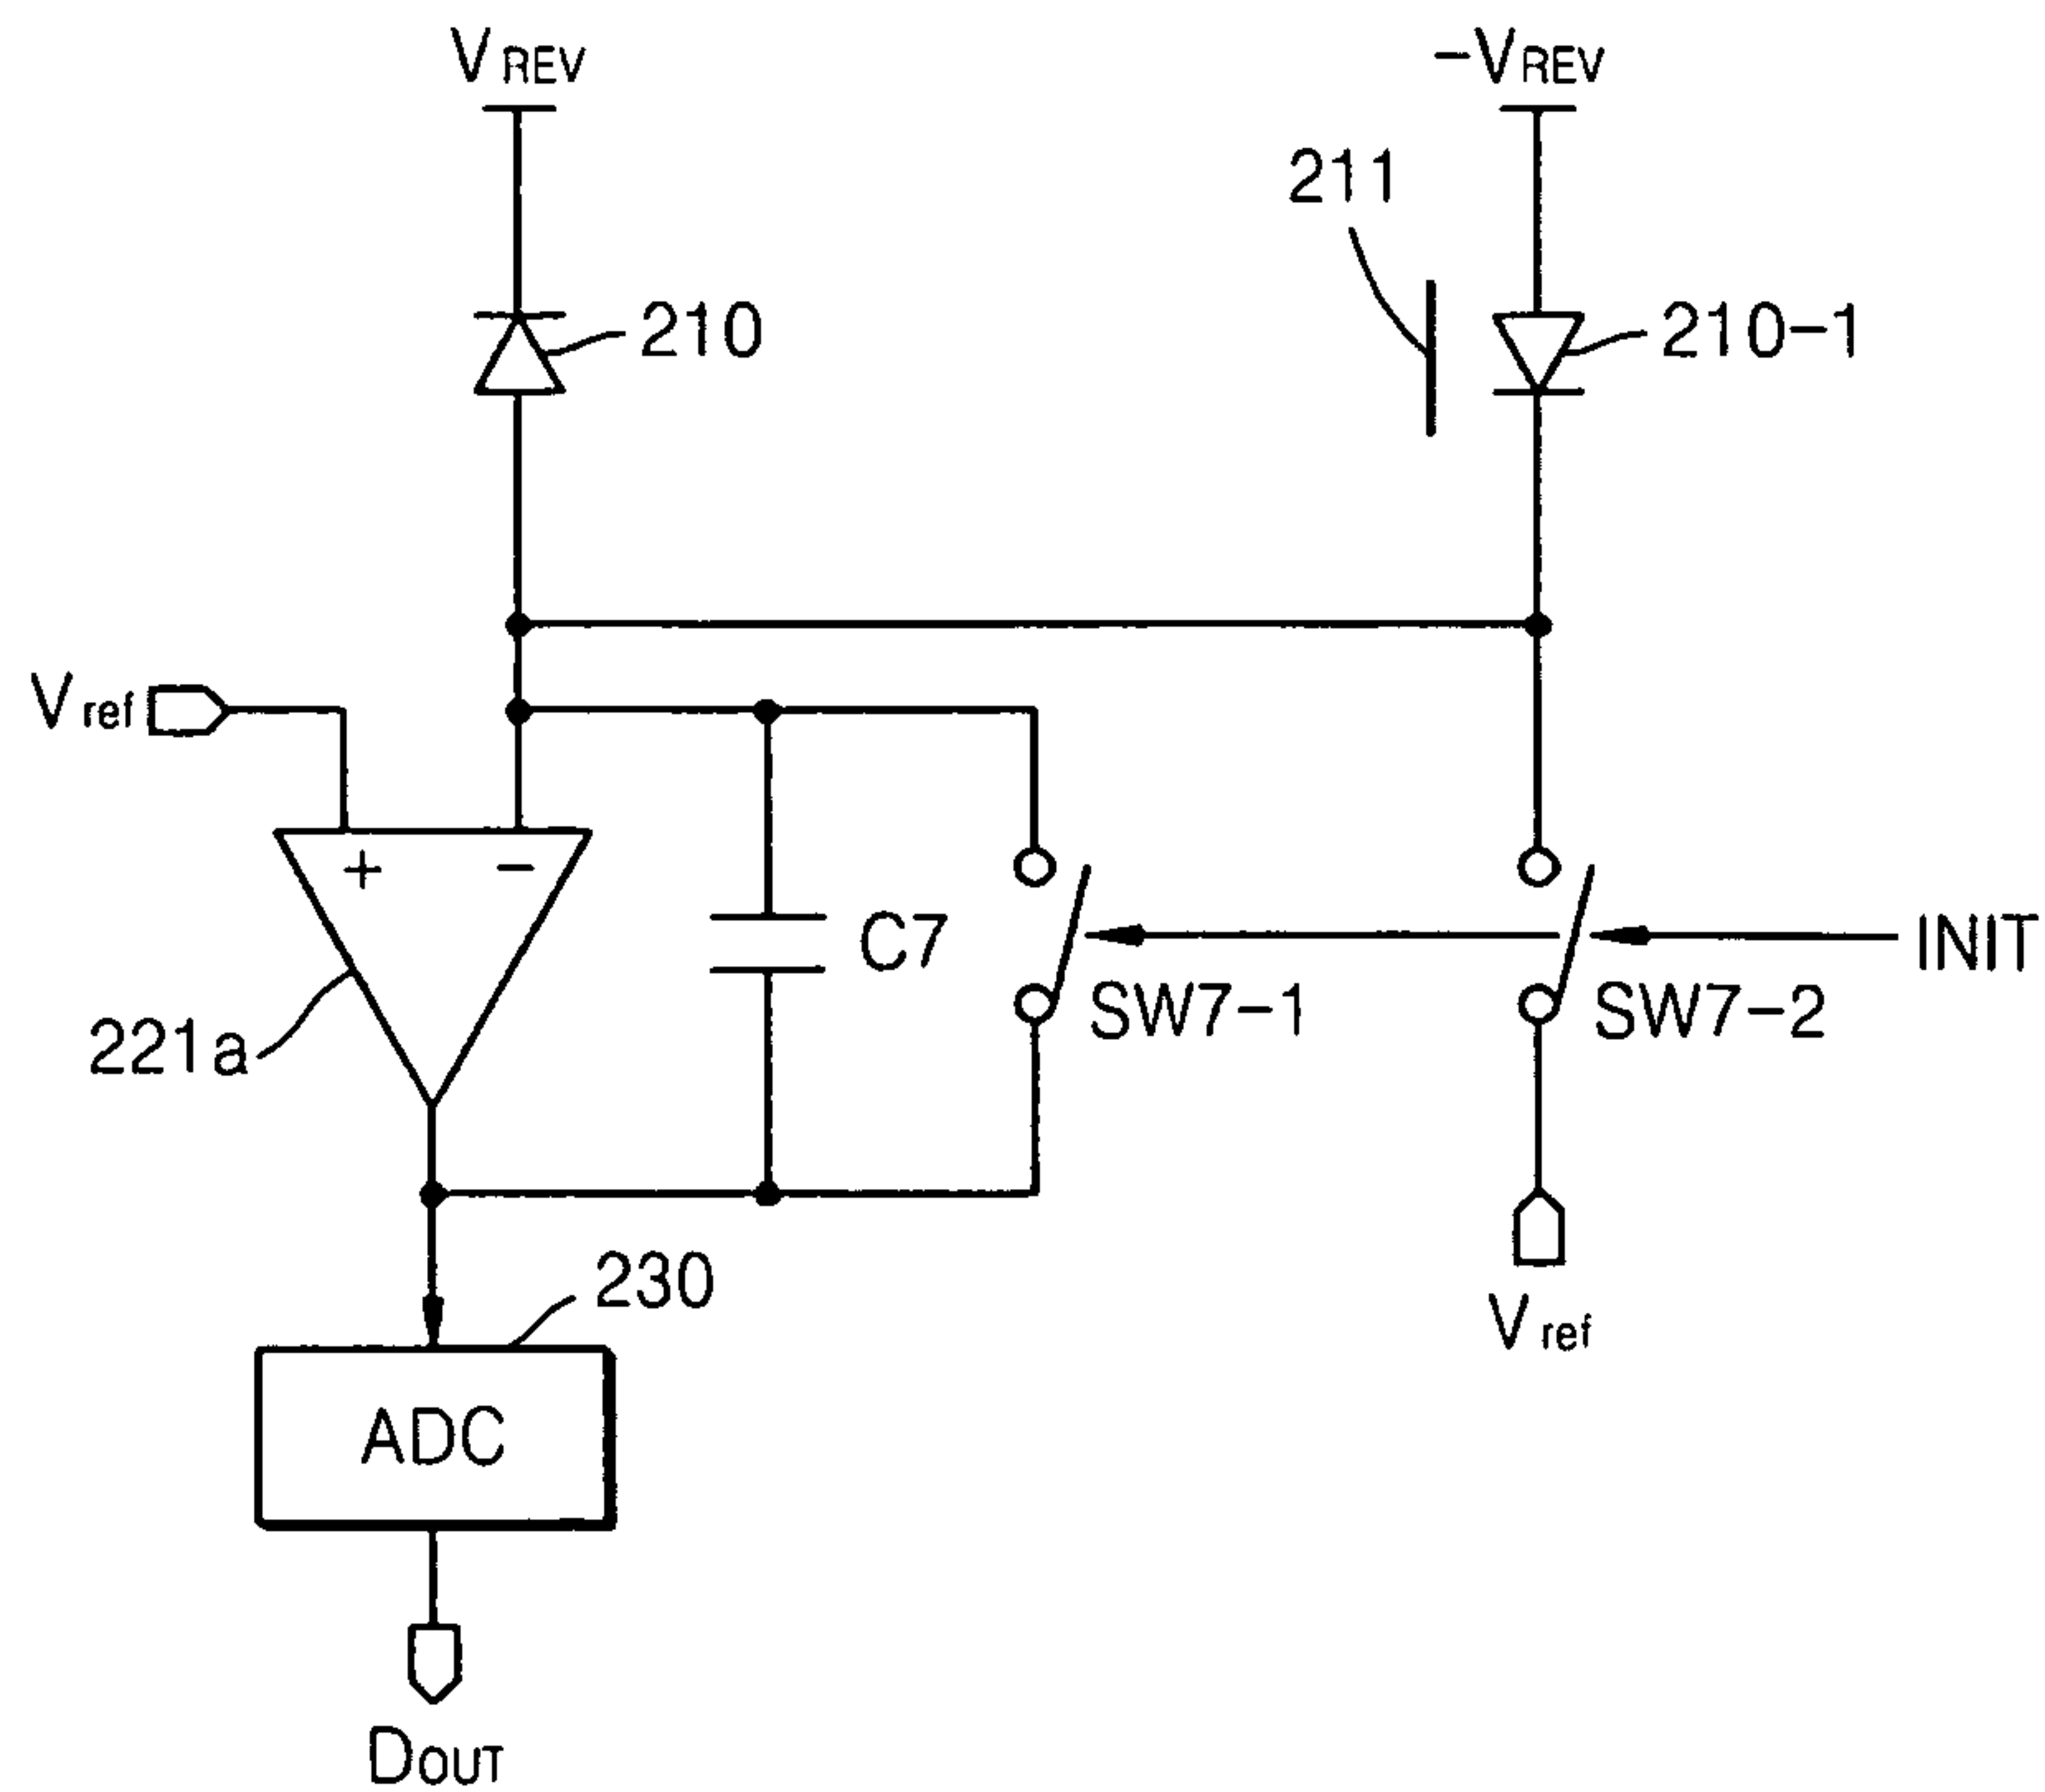 VREV
-VREV
211
210
210-1
Vref
+
−
C7
INIT
SW7-1
SW7-2
221a
230
Vref
ADC
DOUT